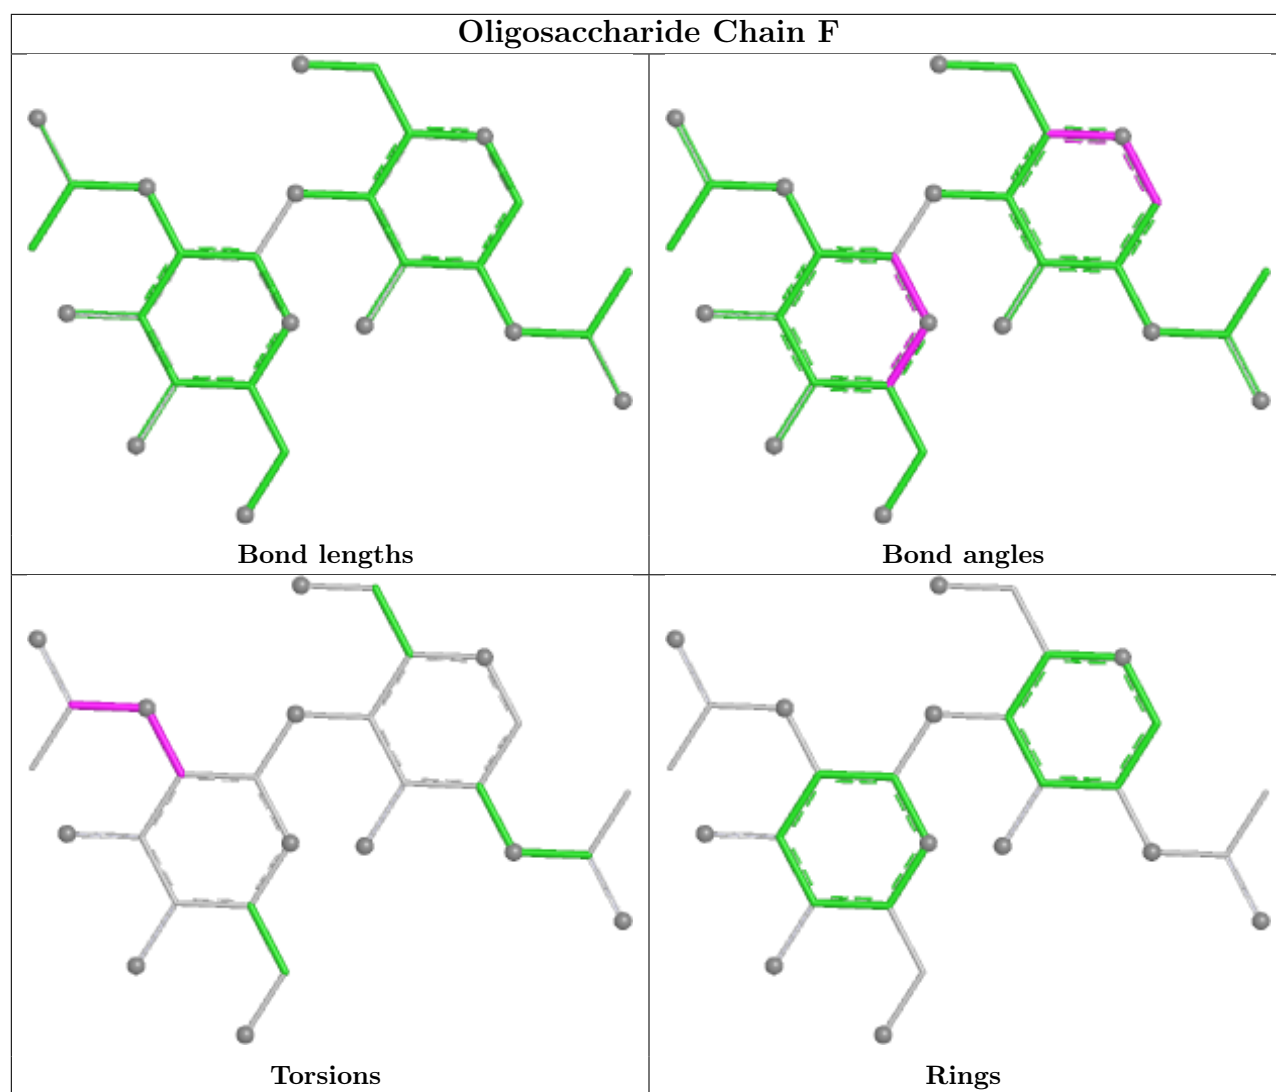 Oligosaccharide Chain F
Bond lengths
Bond angles
Torsions
Rings